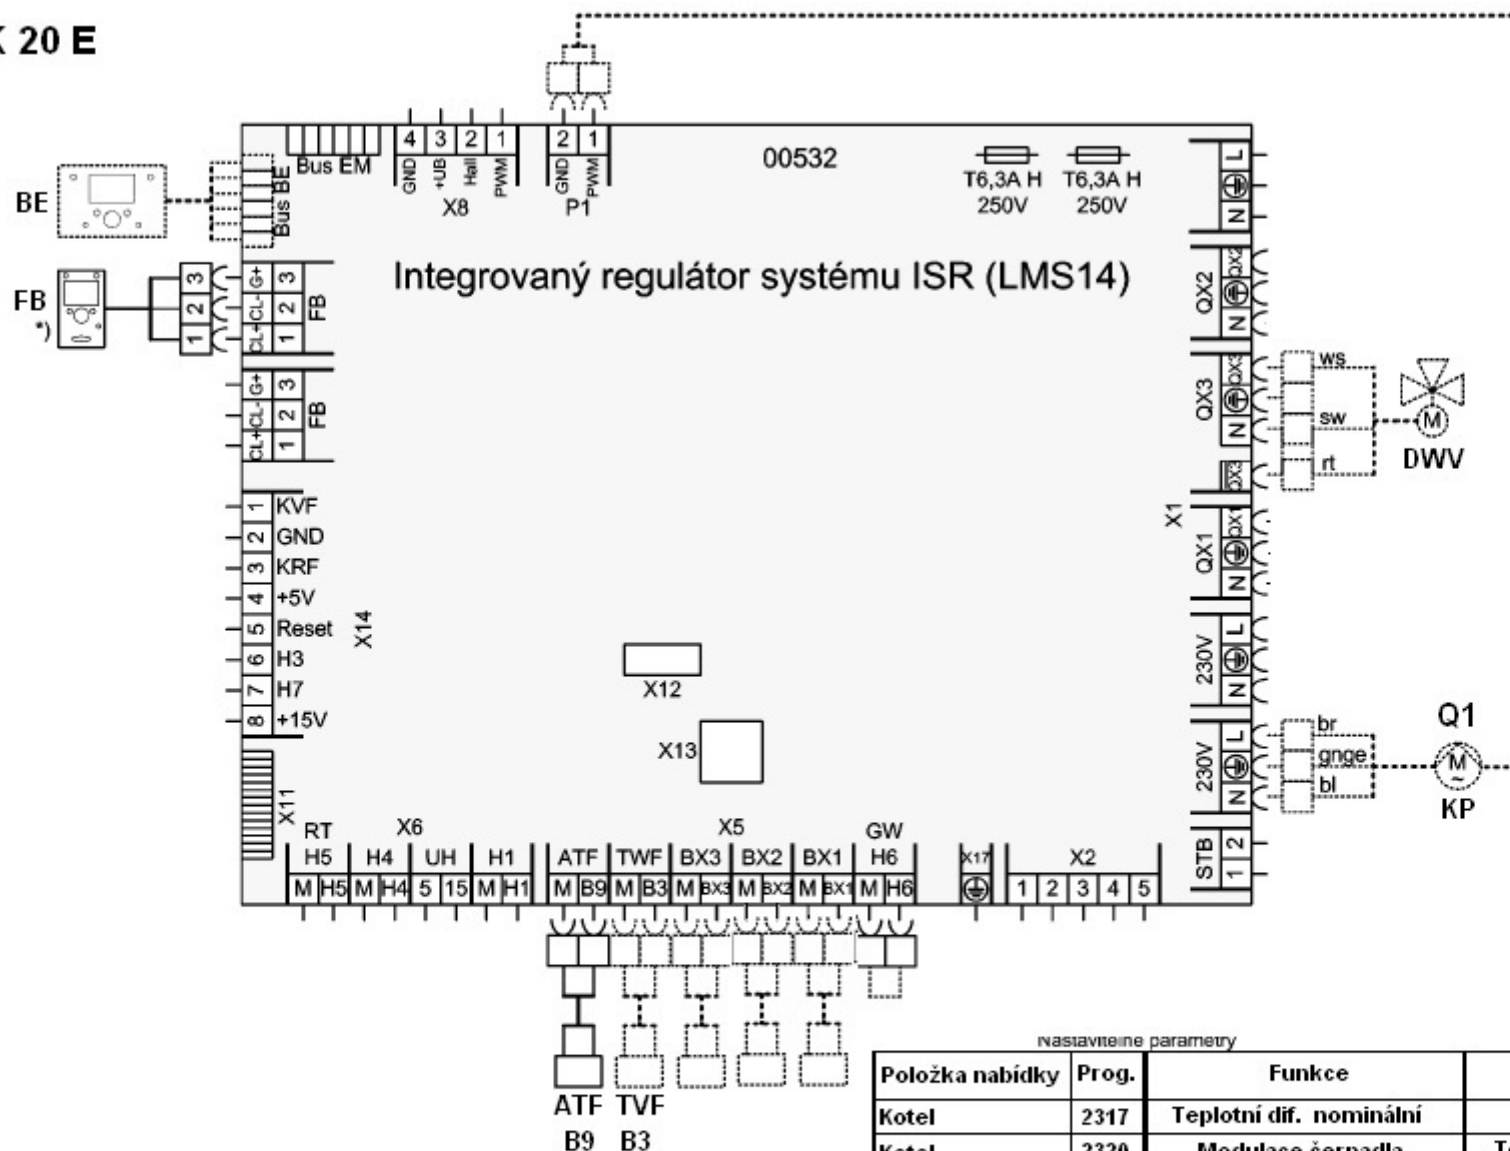 K 20 E
4 3 2 1
GND +UB Hall PWM
X8
2 1
GND PWM
P1
00532
T6,3A H T6,3A H
250V 250V
Bus EM
Bus BE
BE
Integrovaný regulátor systému ISR (LMS14)
FB
*)
3
2
1
G+ 3
CL- 2
CL+ 1
FB
G+ 3
CL- 2
CL+ 1
FB
1 KVF
2 GND
3 KRF
4 +5V
5 Reset
6 H3
7 H7
8 +15V
X14
X12
X13
X11
L
N
QX2
QX2
N
QX3
QX3
N
QX3
ws
sw
rt
M
DWV
X1
QX1
QX1
N
230V
L
N
230V
L
N
br
gnge
bl
Q1
M
~
KP
STB
2
1
RT X6 X5 GW
H5 H4 UH H1 ATF TWF BX3 BX2 BX1 H6 X17 X2
M H5 M H4 5 15 M H1 M B9 M B3 M BX3 M BX2 M BX1 M H6 1 2 3 4 5
ATF TVF
B9 B3
Nastavitelné parametry
Položka nabídky Prog. Funkce
Kotel 2317 Teplotní dif. nominální
Kotel 2320 Modulace čerpadla